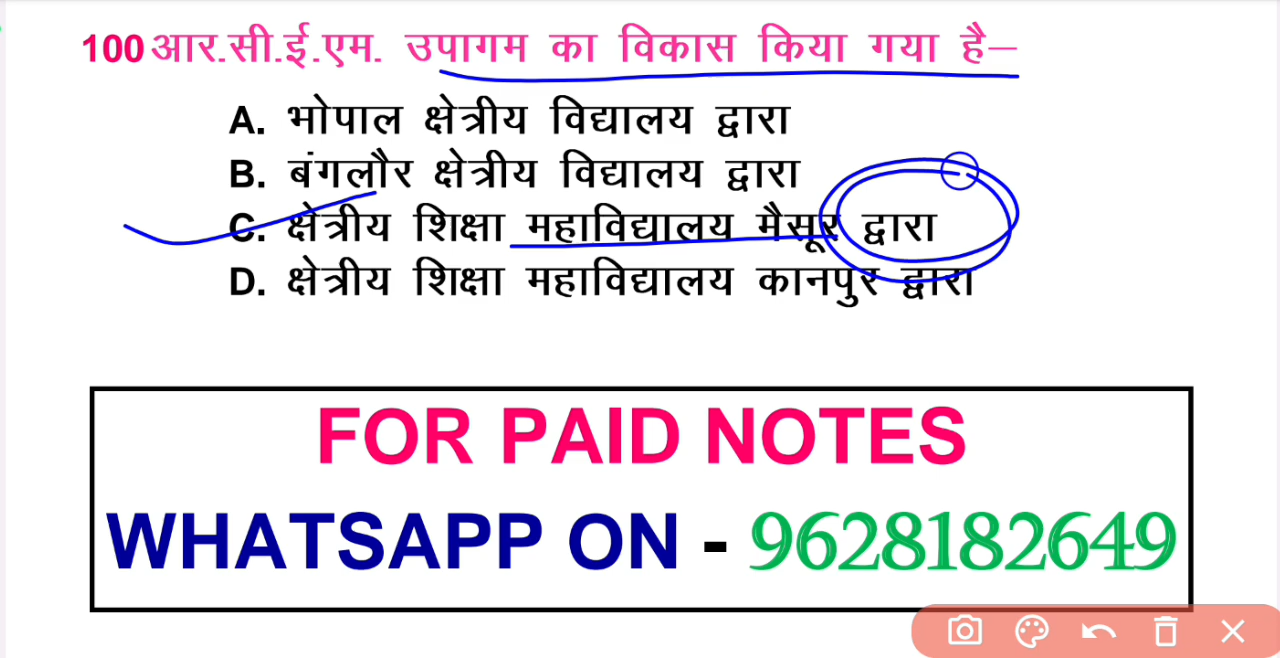 100 आर.सी.ई.एम. उपागम का विकास किया गया है–
A. भोपाल क्षेत्रीय विद्यालय द्वारा
B. बंगलौर क्षेत्रीय विद्यालय द्वारा
C. क्षेत्रीय शिक्षा महाविद्यालय मैसूर द्वारा
D. क्षेत्रीय शिक्षा महाविद्यालय कानपुर द्वारा
FOR PAID NOTES
WHATSAPP ON - 9628182649